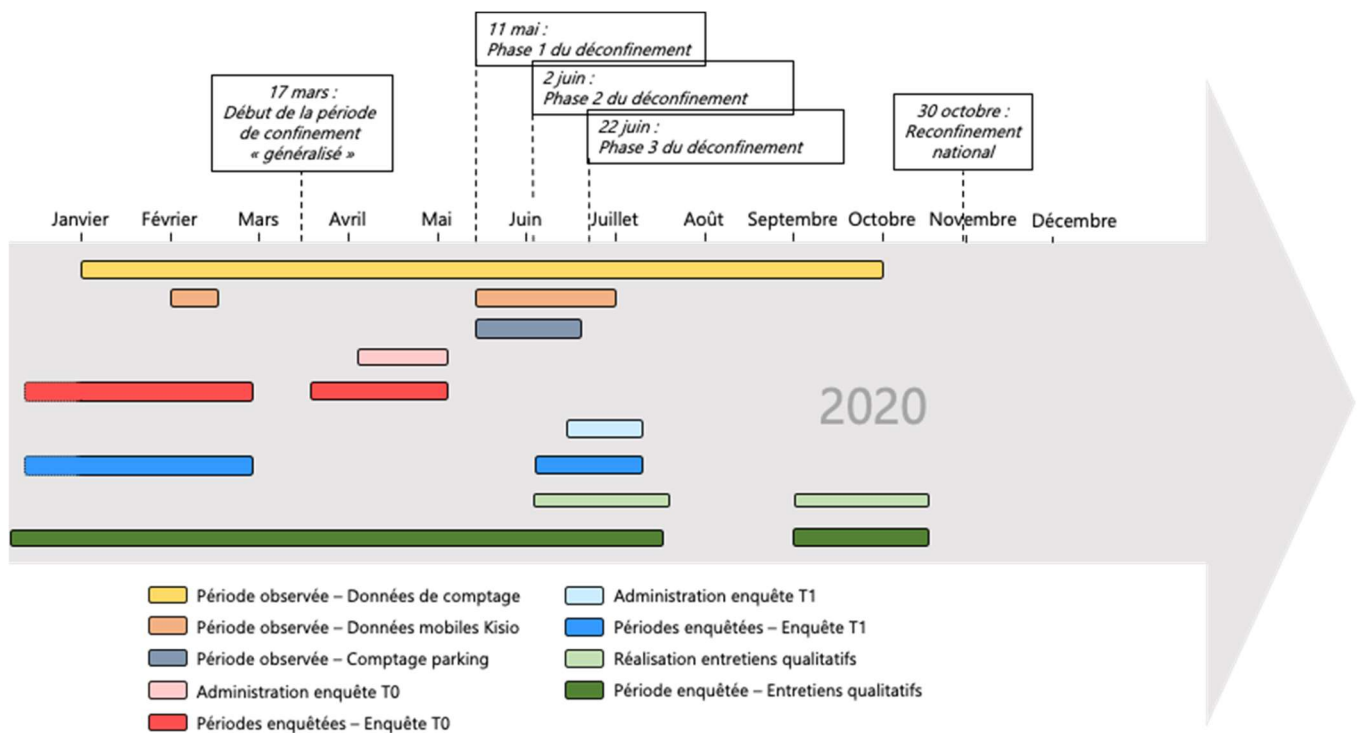 11 mai :
Phase 1 du déconfinement
2 juin :
Phase 2 du déconfinement
22 juin :
Phase 3 du déconfinement
17 mars :
Début de la période
de confinement
« généralisé »
30 octobre :
Reconfinement
national
Janvier Février Mars Avril Mai Juin Juillet Août Septembre Octobre Novembre Décembre
2020
Période observée – Données de comptage
Période observée – Données mobiles Kisio
Période observée – Comptage parking
Administration enquête T0
Périodes enquêtées – Enquête T0
Administration enquête T1
Périodes enquêtées – Enquête T1
Réalisation entretiens qualitatifs
Période enquêtée – Entretiens qualitatifs